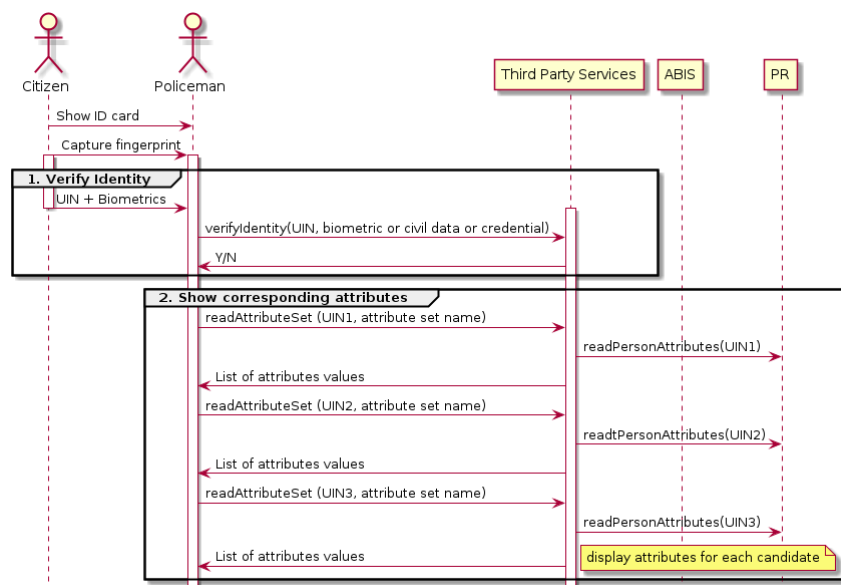 Citizen
Policeman
Third Party Services
ABIS
PR
Show ID card
Capture fingerprint
1. Verify Identity
UIN + Biometrics
verifyIdentity(UIN, biometric or civil data or credential)
Y/N
2. Show corresponding attributes
readAttributeSet (UIN1, attribute set name)
readPersonAttributes(UIN1)
List of attributes values
readAttributeSet (UIN2, attribute set name)
readtPersonAttributes(UIN2)
List of attributes values
readAttributeSet (UIN3, attribute set name)
readPersonAttributes(UIN3)
List of attributes values
display attributes for each candidate